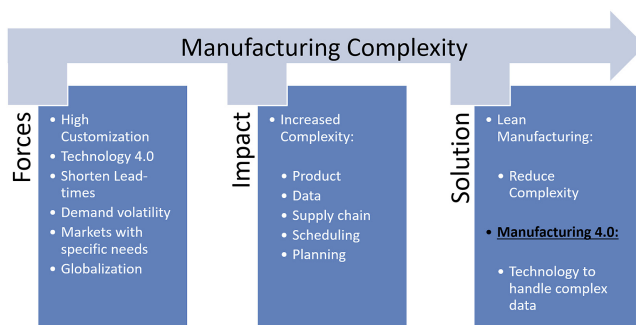 Manufacturing Complexity
Forces
• High
Customization
• Technology 4.0
• Shorten Lead-
times
• Demand volatility
• Markets with
specific needs
• Globalization
Impact
• Increased
Complexity:
• Product
• Data
• Supply chain
• Scheduling
• Planning
Solution
• Lean
Manufacturing:
• Reduce
Complexity
• Manufacturing 4.0:
• Technology to
handle complex
data